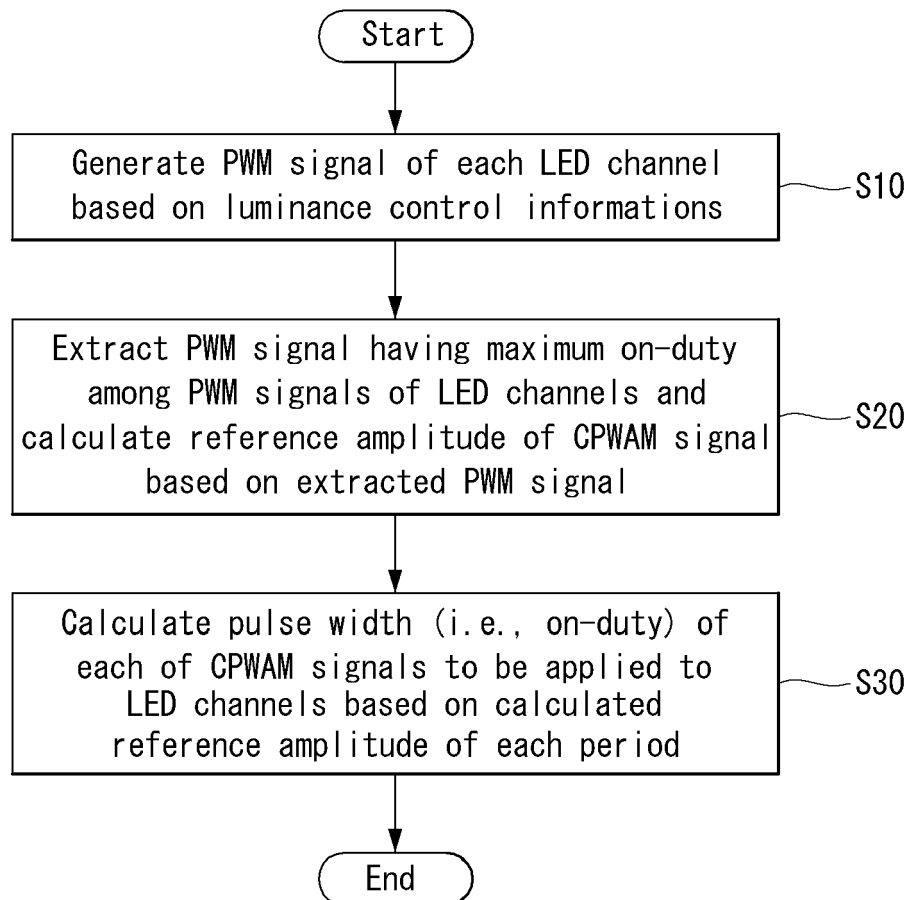 Start
Generate PWM signal of each LED channel
based on luminance control informations
S10
Extract PWM signal having maximum on-duty
among PWM signals of LED channels and
calculate reference amplitude of CPWAM signal
based on extracted PWM signal
S20
Calculate pulse width (i.e., on-duty) of
each of CPWAM signals to be applied to
LED channels based on calculated
reference amplitude of each period
S30
End